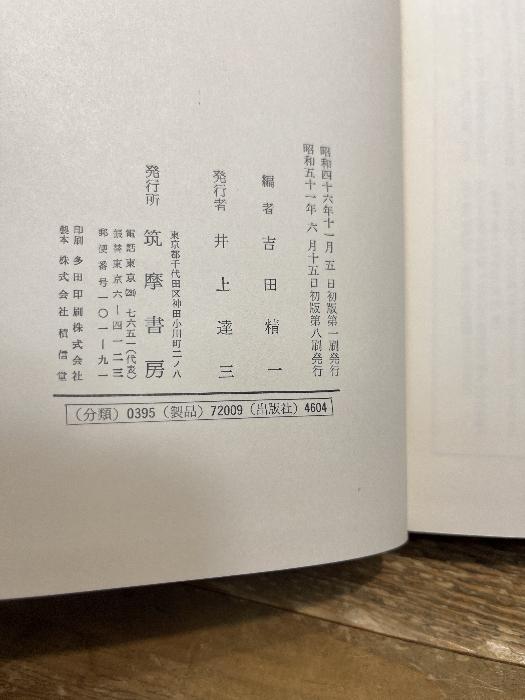 昭和四十六年十一月五日初版第一刷発行
昭和五十一年六月十五日初版第八刷発行
編者 吉田精一
発行者 井上達三
発行所 筑摩書房
東京都千代田区神田小川町二ノ八
電話東京(291)七六五一(代表)
振替東京六―四一二三
郵便番号一〇一―九一
印刷 多田印刷株式会社
製本 株式会社積信堂
(分類) 0395 (製品) 72009 (出版社) 4604